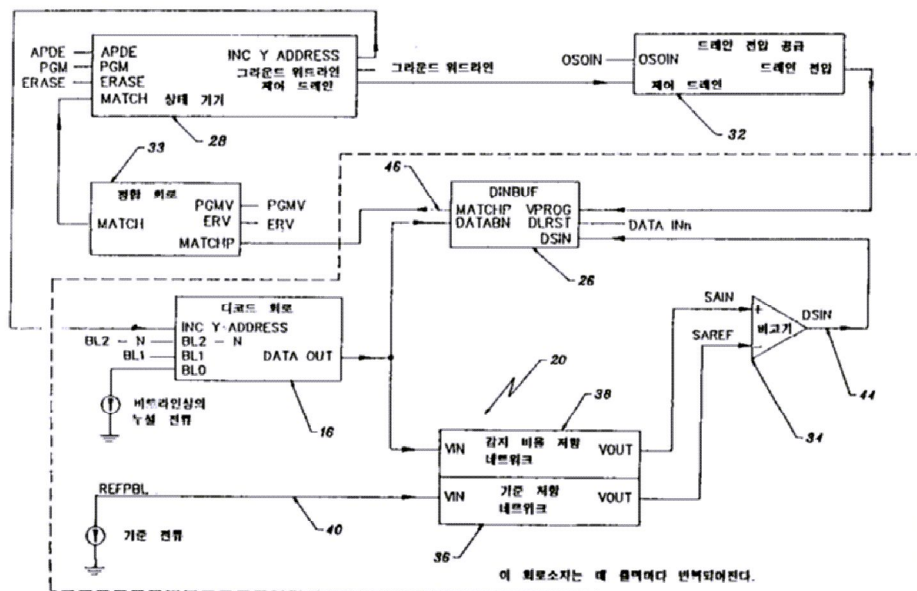 APDE
PGM
ERASE
APDE
PGM
ERASE
MATCH
상태 기기
INC Y ADDRESS
그라운드 워드라인
제어 드레인
그라운드 워드라인
28
OSOIN
OSOIN
드레인 전압 공급
드레인 전압
제어 드레인
32
33
정합 회로
MATCH
PGMV
ERV
MATCHP
PGMV
ERV
46
DINBUF
MATCHP
VPROG
DATABN
DLRST
DSIN
DATA INn
26
디코드 회로
INC Y-ADDRESS
BL2 - N
BL2 - N
BL1
BL1
BL0
DATA OUT
16
비트라인상의
누설 전류
SAIN
SAREF
+
비교기
-
DSIN
34
44
20
38
VIN
감지 비율 저항
네트워크
VOUT
VIN
기준 저항
네트워크
VOUT
36
REFPBL
40
기준 전류
이 회로소자는 매 출력마다 반복되어진다.